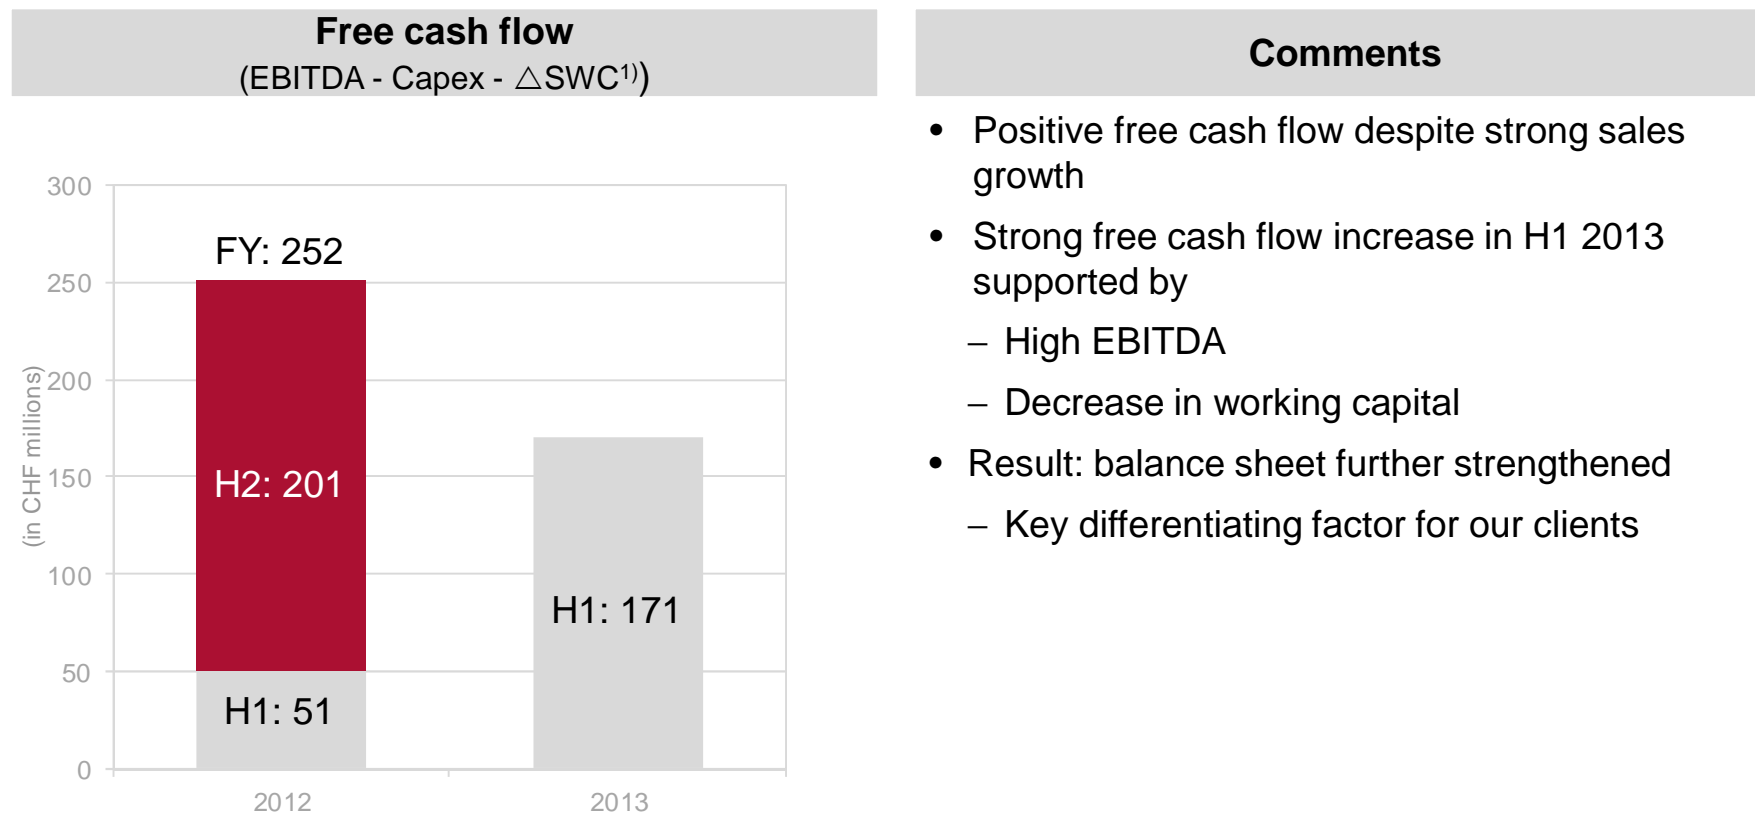 Free cash flow
(EBITDA - Capex - △SWC1))
300
250
200
150
100
50
0
(in CHF millions)
FY: 252
H2: 201
H1: 51
H1: 171
2012
2013
Comments
• Positive free cash flow despite strong sales
growth
• Strong free cash flow increase in H1 2013
supported by
– High EBITDA
– Decrease in working capital
• Result: balance sheet further strengthened
– Key differentiating factor for our clients